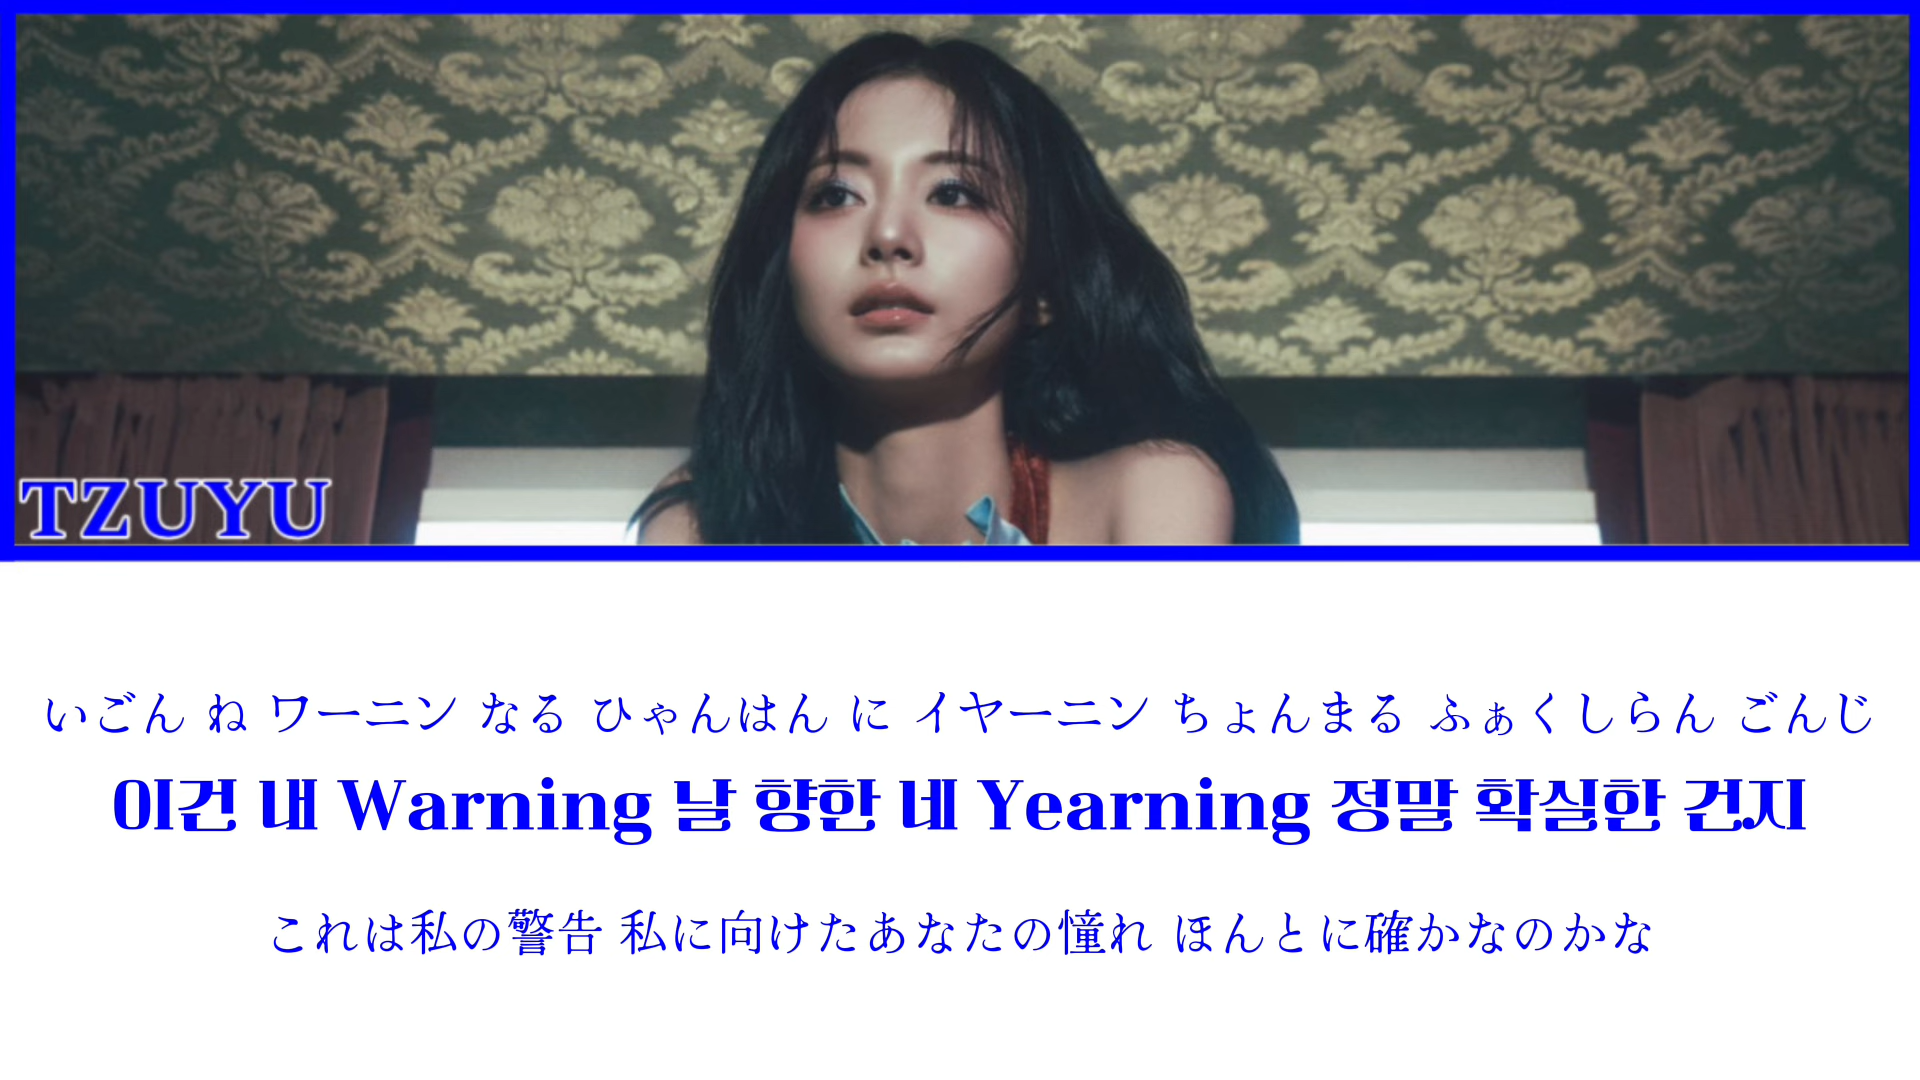 TZUYU
いごん ね ワーニン なる ひゃんはん に イヤーニン ちょんまる ふぁくしらん ごんじ
이건 내 Warning 날 향한 네 Yearning 정말 확실한 건지
これは私の警告 私に向けたあなたの憧れ ほんとに確かなのかな